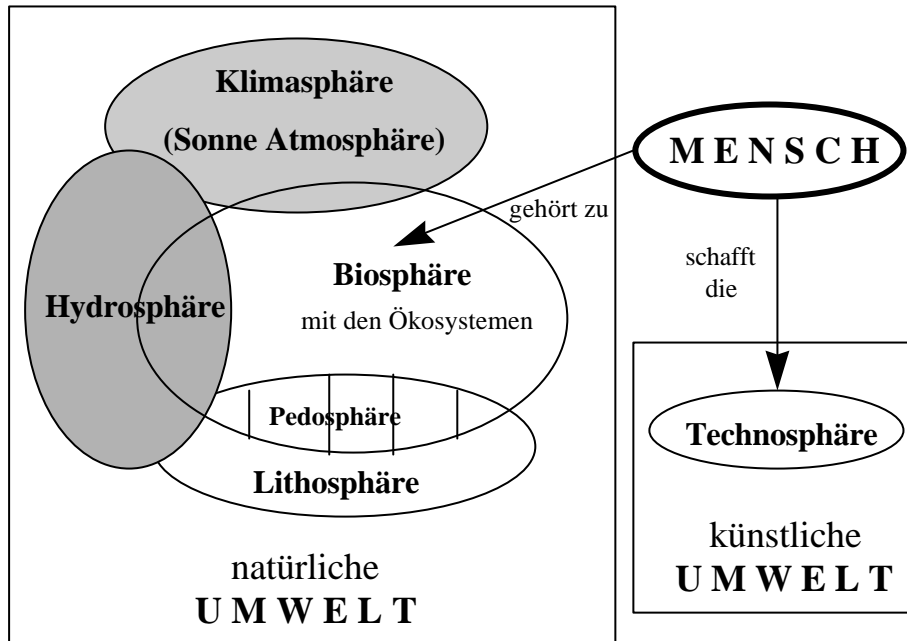 Klimasphäre
(Sonne Atmosphäre)
M E N S C H
gehört zu
schafft
die
Biosphäre
mit den Ökosystemen
Hydrosphäre
Pedosphäre
Lithosphäre
Technosphäre
natürliche
U M W E L T
künstliche
U M W E L T